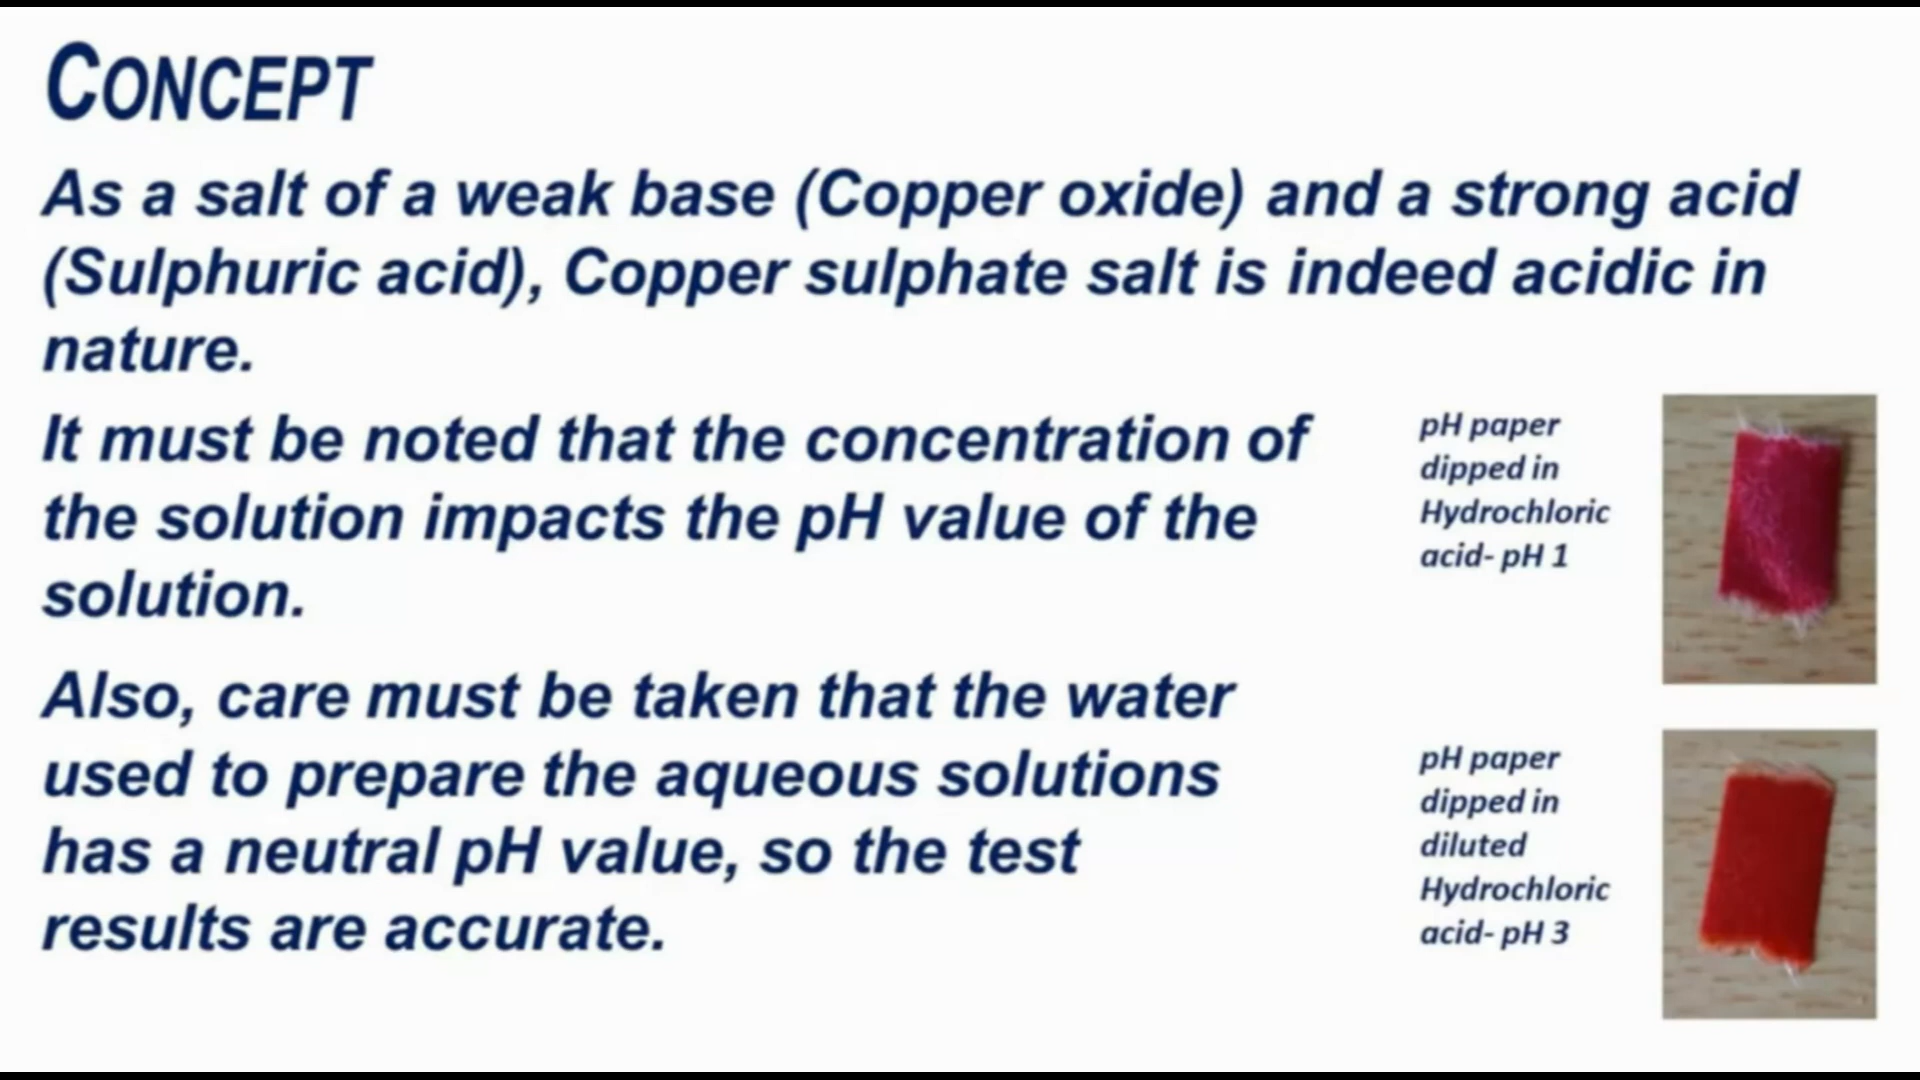 CONCEPT
As a salt of a weak base (Copper oxide) and a strong acid
(Sulphuric acid), Copper sulphate salt is indeed acidic in
nature.
It must be noted that the concentration of
the solution impacts the pH value of the
solution.
pH paper
dipped in
Hydrochloric
acid- pH 1
Also, care must be taken that the water
used to prepare the aqueous solutions
has a neutral pH value, so the test
results are accurate.
pH paper
dipped in
diluted
Hydrochloric
acid- pH 3